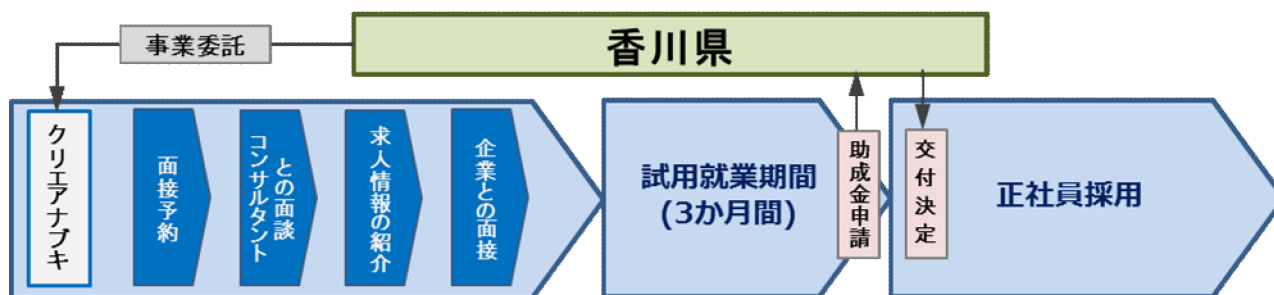 香川県
事業委託
クリエアナブキ
面接予約
コンサルタント
との面談
求人情報の紹介
企業との面接
試用就業期間
(3か月間)
助成金申請
交付決定
正社員採用